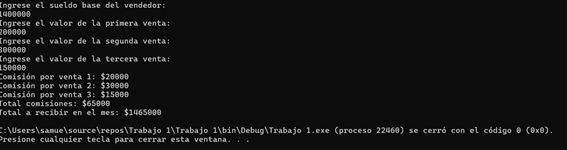 Ingrese el sueldo base del vendedor:
1400000
Ingrese el valor de la primera venta:
200000
Ingrese el valor de la segunda venta:
300000
Ingrese el valor de la tercera venta:
150000
Comisión por venta 1: $20000
Comisión por venta 2: $30000
Comisión por venta 3: $15000
Total comisiones: $65000
Total a recibir en el mes: $1465000
C:\Users\samue\source\repos\Trabajo 1\Trabajo 1\bin\Debug\Trabajo 1.exe (proceso 22460) se cerró con el código 0 (0x0).
Presione cualquier tecla para cerrar esta ventana. . .